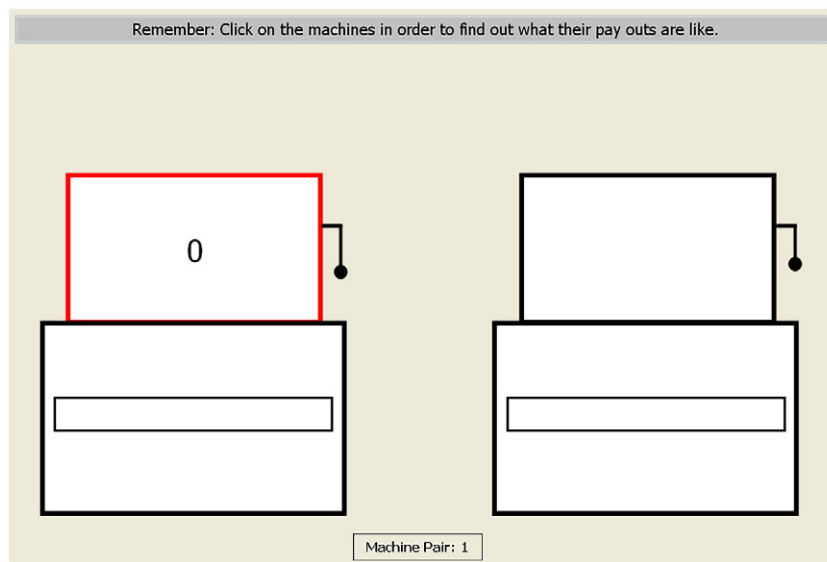 Remember: Click on the machines in order to find out what their pay outs are like.
0
Machine Pair: 1